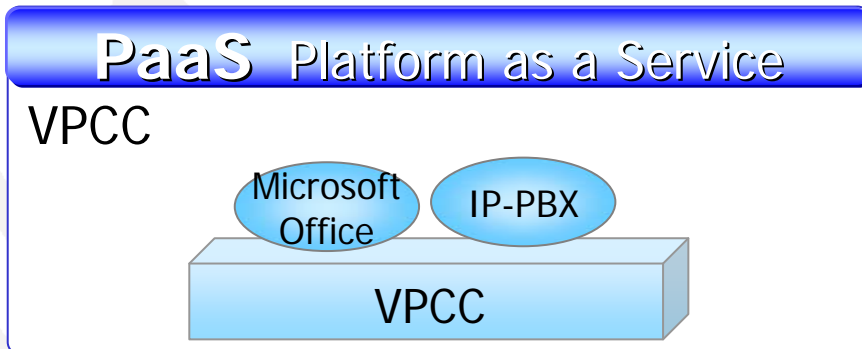 PaaS Platform as a Service
VPCC
Microsoft
Office
IP-PBX
VPCC